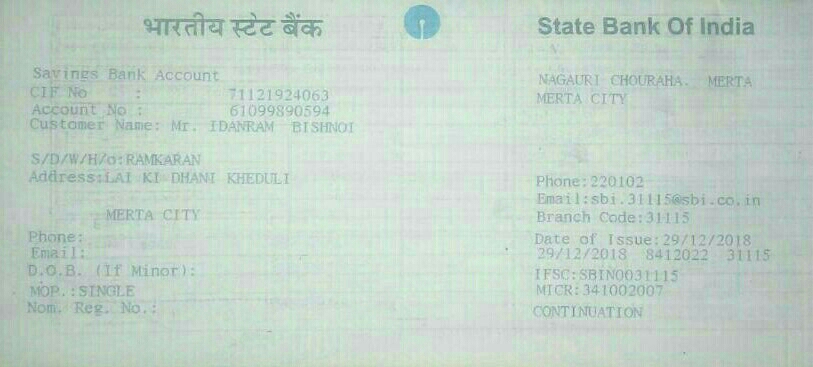 भारतीय स्टेट बैंक
State Bank Of India
Savings Bank Account
CIF No : 71121924063
Account No : 61099890594
Customer Name: Mr. IDANRAM BISHNOI
S/D/W/H/o:RAMKARAN
Address:LAI KI DHANI KHEDULI
MERTA CITY
Phone:
Email:
D.O.B. (If Minor):
MOP.:SINGLE
Nom. Reg. No.:
NAGAURI CHOURAHA. MERTA
MERTA CITY
Phone:220102
Email:sbi.31115@sbi.co.in
Branch Code:31115
Date of Issue:29/12/2018
29/12/2018 8412022 31115
IFSC:SBIN0031115
MICR:341002007
CONTINUATION